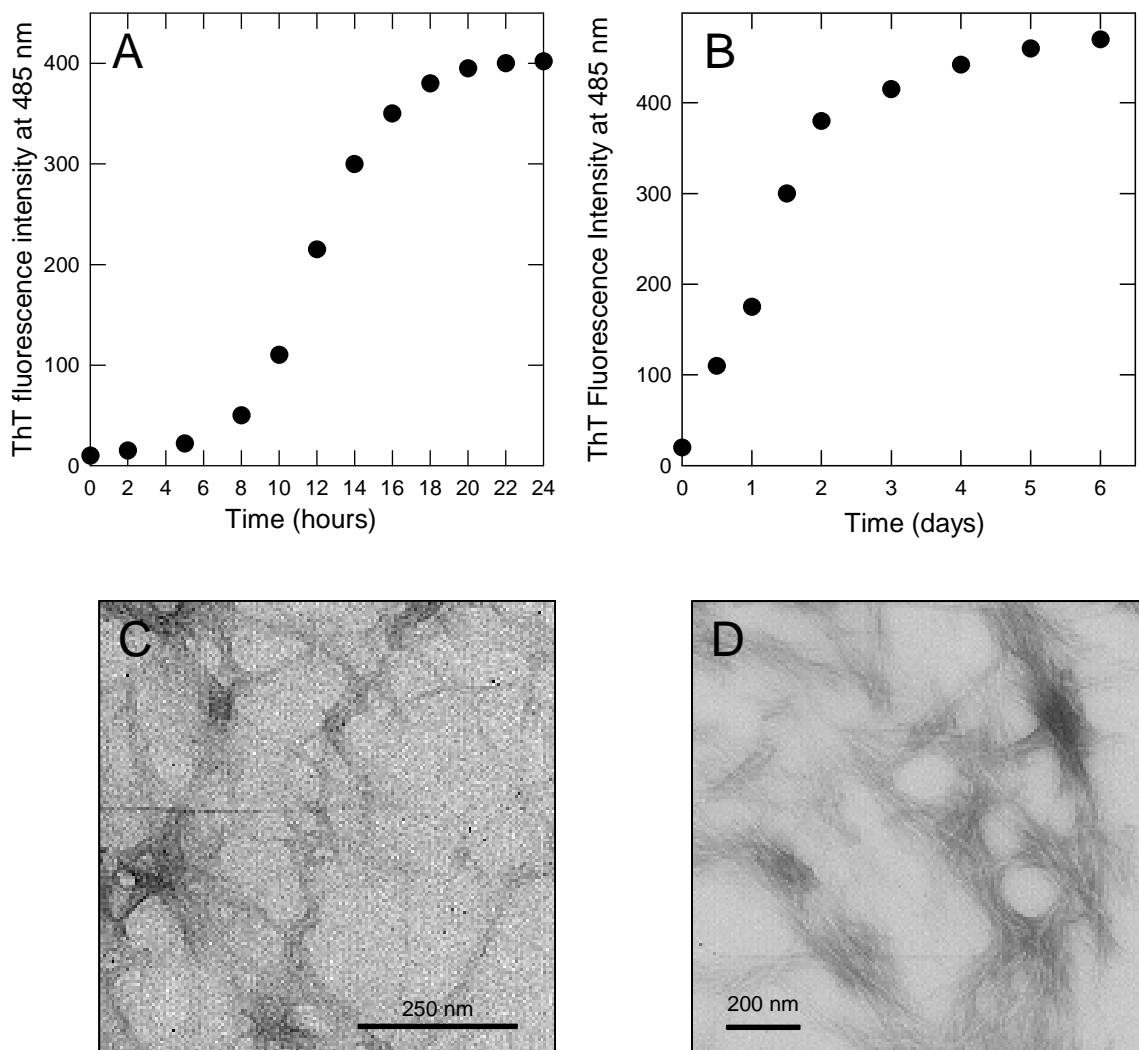 A
ThT fluorescence intensity at 485 nm
400
300
200
100
0
0 2 4 6 8 10 12 14 16 18 20 22 24
Time (hours)
B
ThT Fluorescence Intensity at 485 nm
400
300
200
100
0
0 1 2 3 4 5 6
Time (days)
C
250 nm
D
200 nm